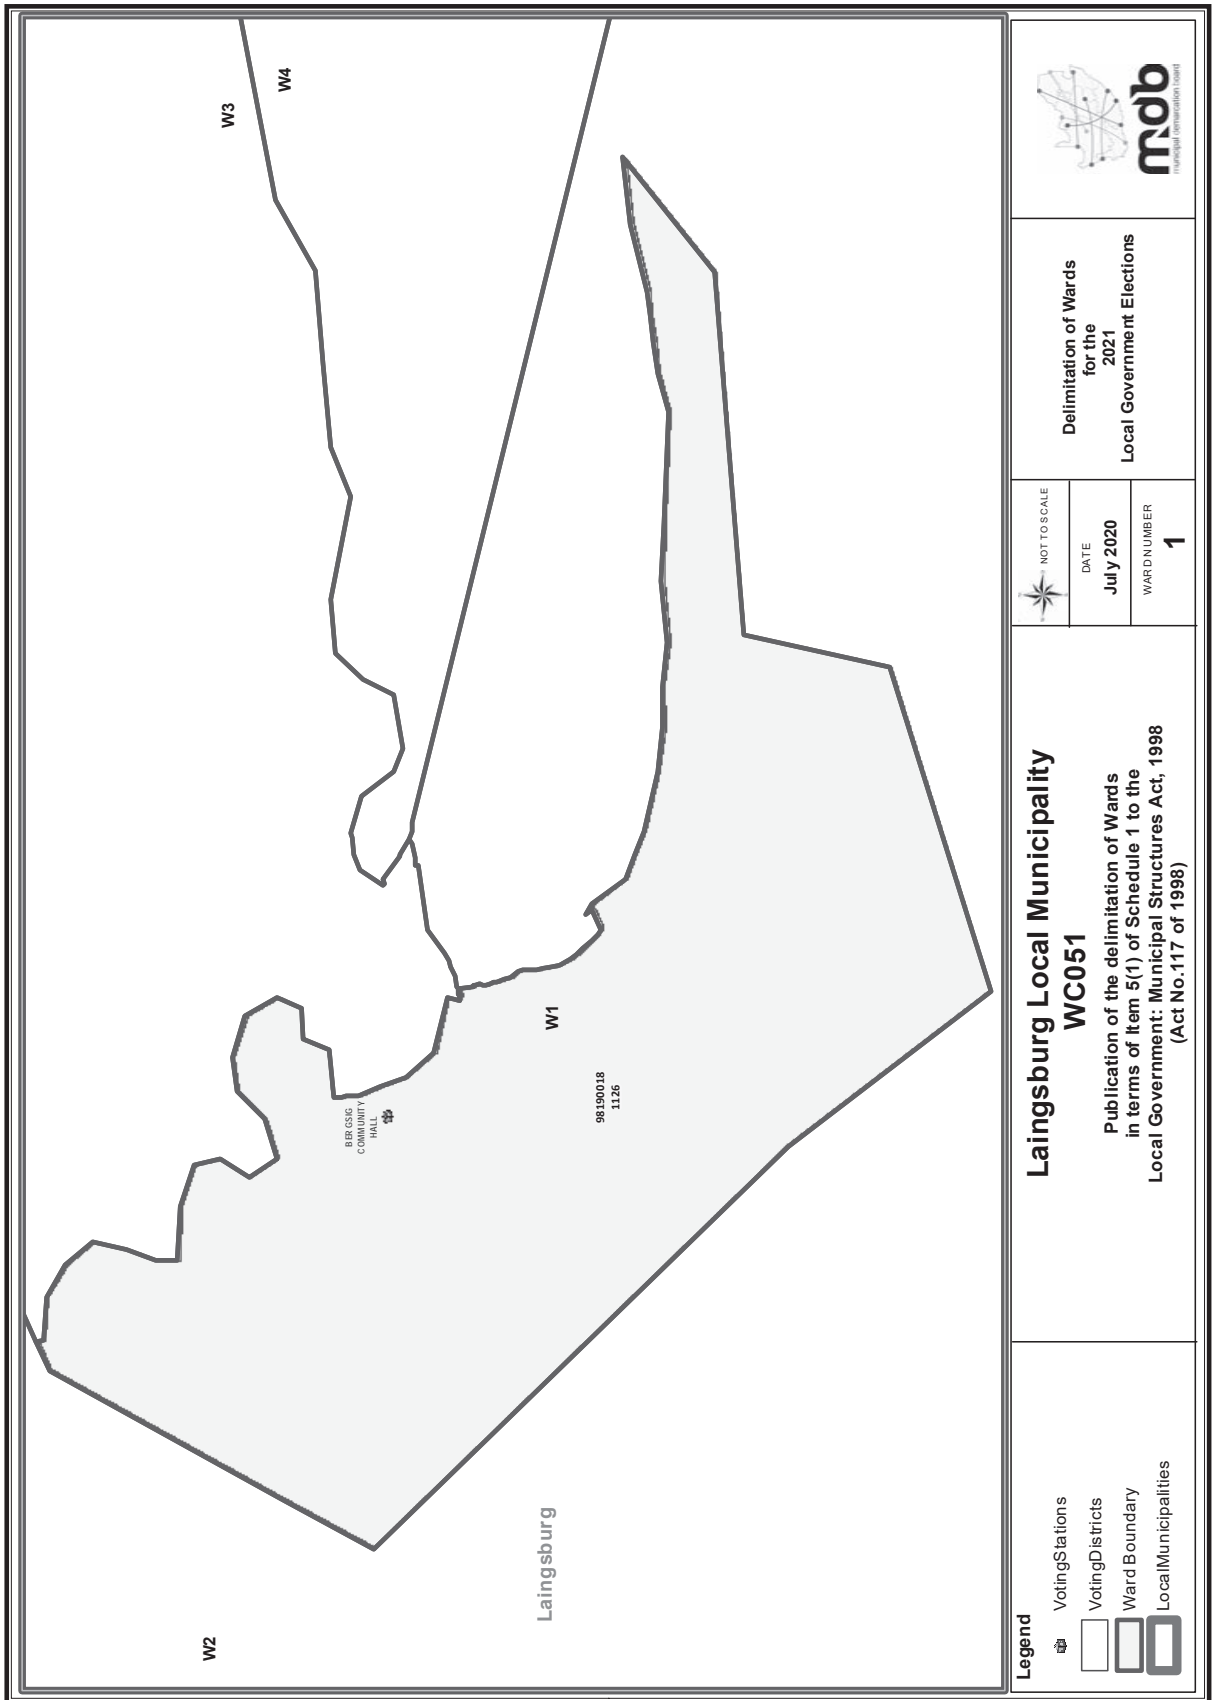 W3
W4
W1
98190018
1126
BERGSIG
COMMUNITY
HALL
Laingsburg
W2
Legend
VotingStations
VotingDistricts
Ward Boundary
LocalMunicipalities
Laingsburg Local Municipality
WC051
Publication of the delimitation of Wards
in terms of Item 5(1) of Schedule 1 to the
Local Government: Municipal Structures Act, 1998
(Act No.117 of 1998)
NOT TO SCALE
DATE
July 2020
WARD NUMBER
1
Delimitation of Wards
for the
2021
Local Government Elections
mdb
municipal demarcation board